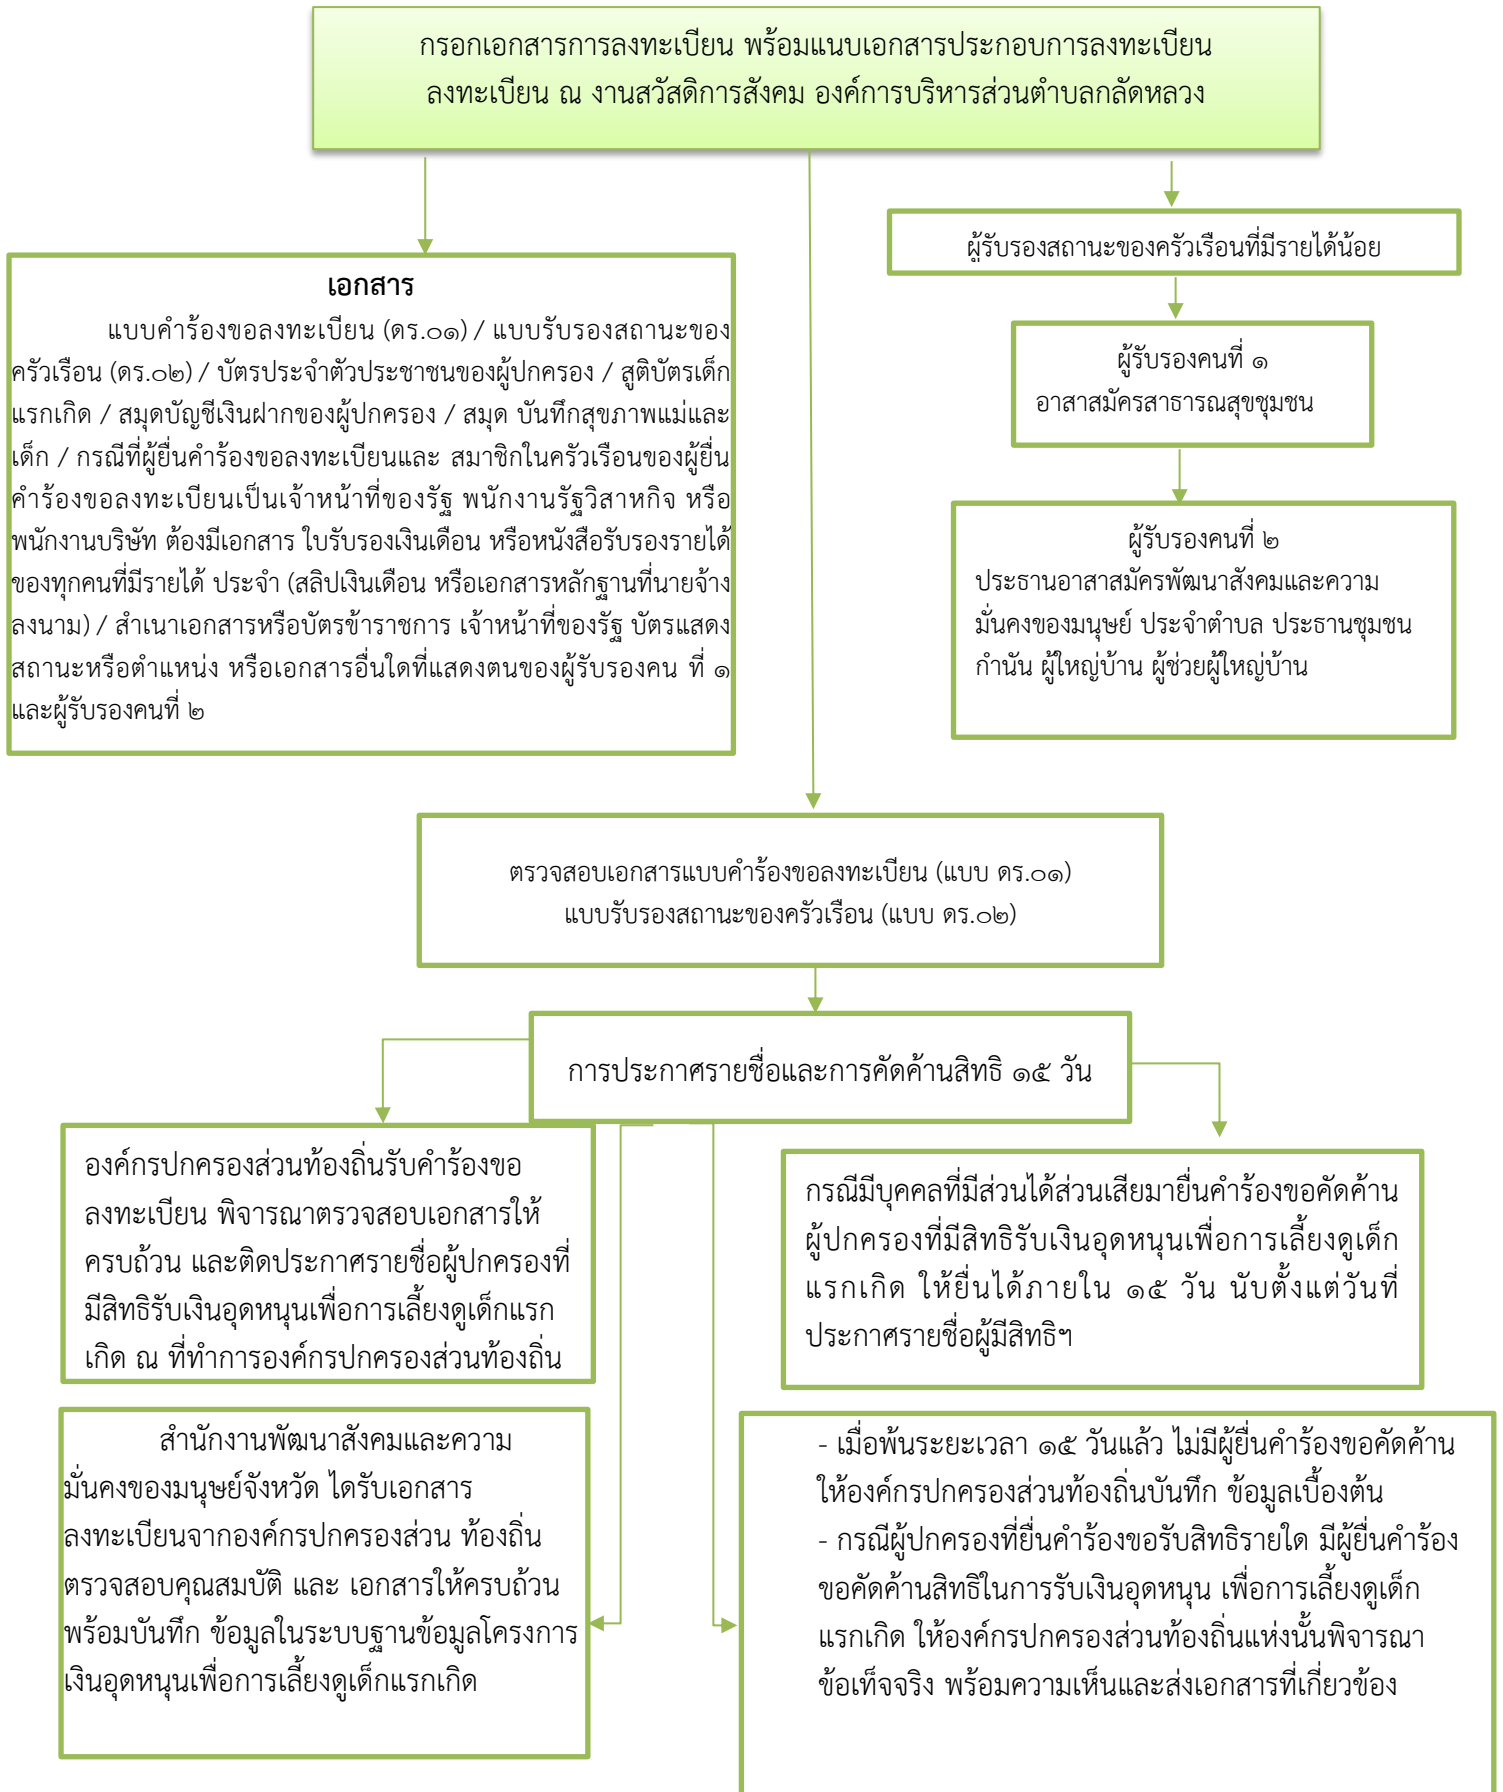 กรอกเอกสารการลงทะเบียน พร้อมแนบเอกสารประกอบการลงทะเบียน
ลงทะเบียน ณ งานสวัสดิการสังคม องค์การบริหารส่วนตำบลกลัดหลวง
ผู้รับรองสถานะของครัวเรือนที่มีรายได้น้อย
เอกสาร
แบบคำร้องขอลงทะเบียน (ดร.๐๑) / แบบรับรองสถานะของ
ครัวเรือน (ดร.๐๒) / บัตรประจำตัวประชาชนของผู้ปกครอง / สูติบัตรเด็ก
แรกเกิด / สมุดบัญชีเงินฝากของผู้ปกครอง / สมุด บันทึกสุขภาพแม่และ
เด็ก / กรณีที่ผู้ยื่นคำร้องขอลงทะเบียนและ สมาชิกในครัวเรือนของผู้ยื่น
คำร้องขอลงทะเบียนเป็นเจ้าหน้าที่ของรัฐ พนักงานรัฐวิสาหกิจ หรือ
พนักงานบริษัท ต้องมีเอกสาร ใบรับรองเงินเดือน หรือหนังสือรับรองรายได้
ของทุกคนที่มีรายได้ ประจำ (สลิปเงินเดือน หรือเอกสารหลักฐานที่นายจ้าง
ลงนาม) / สำเนาเอกสารหรือบัตรข้าราชการ เจ้าหน้าที่ของรัฐ บัตรแสดง
สถานะหรือตำแหน่ง หรือเอกสารอื่นใดที่แสดงตนของผู้รับรองคน ที่ ๑
และผู้รับรองคนที่ ๒
ผู้รับรองคนที่ ๑
อาสาสมัครสาธารณสุขชุมชน
ผู้รับรองคนที่ ๒
ประธานอาสาสมัครพัฒนาสังคมและความ
มั่นคงของมนุษย์ ประจำตำบล ประธานชุมชน
กำนัน ผู้ใหญ่บ้าน ผู้ช่วยผู้ใหญ่บ้าน
ตรวจสอบเอกสารแบบคำร้องขอลงทะเบียน (แบบ ดร.๐๑)
แบบรับรองสถานะของครัวเรือน (แบบ ดร.๐๒)
การประกาศรายชื่อและการคัดค้านสิทธิ ๑๕ วัน
องค์กรปกครองส่วนท้องถิ่นรับคำร้องขอ
ลงทะเบียน พิจารณาตรวจสอบเอกสารให้
ครบถ้วน และติดประกาศรายชื่อผู้ปกครองที่
มีสิทธิรับเงินอุดหนุนเพื่อการเลี้ยงดูเด็กแรก
เกิด ณ ที่ทำการองค์กรปกครองส่วนท้องถิ่น
กรณีมีบุคคลที่มีส่วนได้ส่วนเสียมายื่นคำร้องขอคัดค้าน
ผู้ปกครองที่มีสิทธิรับเงินอุดหนุนเพื่อการเลี้ยงดูเด็ก
แรกเกิด ให้ยื่นได้ภายใน ๑๕ วัน นับตั้งแต่วันที่
ประกาศรายชื่อผู้มีสิทธิฯ
สำนักงานพัฒนาสังคมและความ
มั่นคงของมนุษย์จังหวัด ไดรับเอกสาร
ลงทะเบียนจากองค์กรปกครองส่วน ท้องถิ่น
ตรวจสอบคุณสมบัติ และ เอกสารให้ครบถ้วน
พร้อมบันทึก ข้อมูลในระบบฐานข้อมูลโครงการ
เงินอุดหนุนเพื่อการเลี้ยงดูเด็กแรกเกิด
- เมื่อพ้นระยะเวลา ๑๕ วันแล้ว ไม่มีผู้ยื่นคำร้องขอคัดค้าน
ให้องค์กรปกครองส่วนท้องถิ่นบันทึก ข้อมูลเบื้องต้น
- กรณีผู้ปกครองที่ยื่นคำร้องขอรับสิทธิรายใด มีผู้ยื่นคำร้อง
ขอคัดค้านสิทธิในการรับเงินอุดหนุน เพื่อการเลี้ยงดูเด็ก
แรกเกิด ให้องค์กรปกครองส่วนท้องถิ่นแห่งนั้นพิจารณา
ข้อเท็จจริง พร้อมความเห็นและส่งเอกสารที่เกี่ยวข้อง